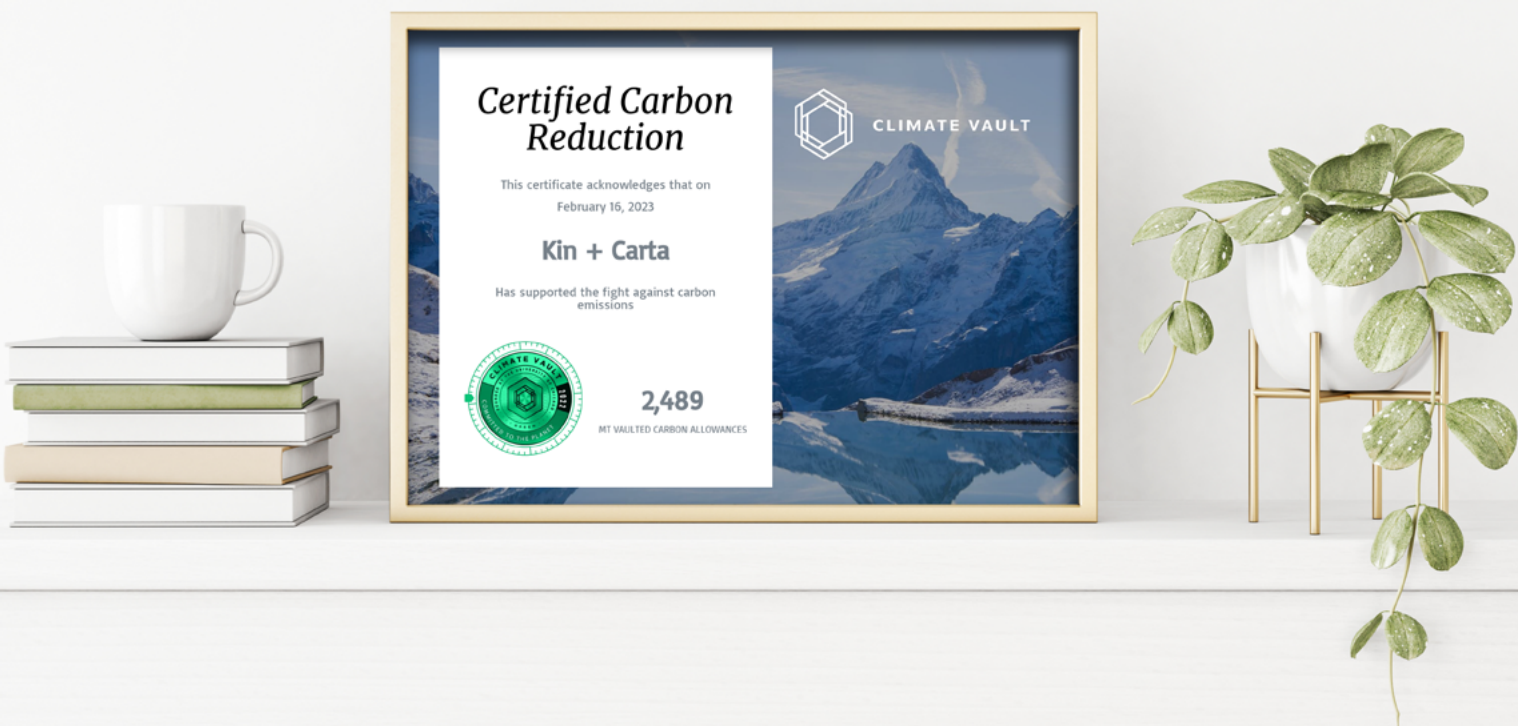 Certified Carbon
Reduction
This certificate acknowledges that on
February 16, 2023
Kin + Carta
Has supported the fight against carbon
emissions
CLIMATE VAULT
2022
COMMITTED TO THE PLANET
2,489
MT VAULTED CARBON ALLOWANCES
CLIMATE VAULT